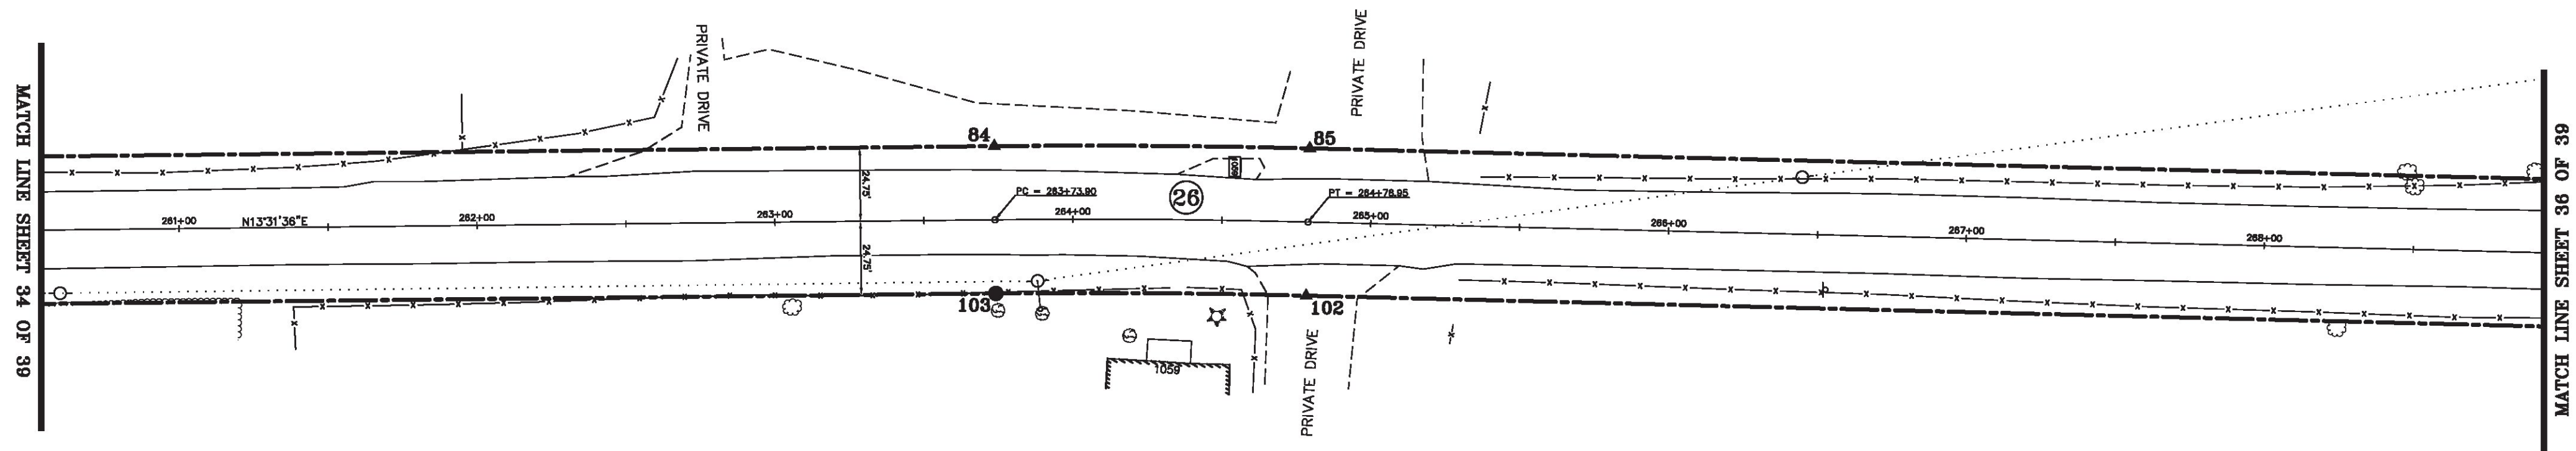 MATCH LINE SHEET 34 OF 39
PRIVATE DRIVE
PRIVATE DRIVE
84
85
24.75'
PC = 263+73.90
26
PT = 264+78.95
261+00
N13°31'36"E
262+00
263+00
264+00
265+00
266+00
267+00
268+00
24.75'
103
102
1059
PRIVATE DRIVE
MATCH LINE SHEET 36 OF 39